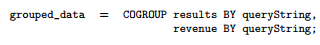 grouped_data = COGROUP results BY queryString,
revenue BY queryString;